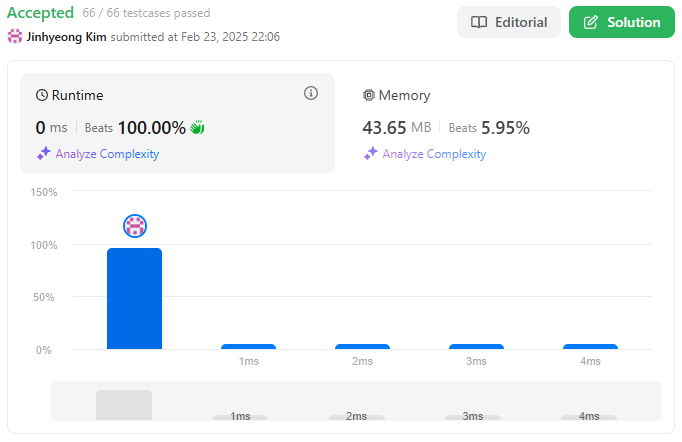 Accepted 66 / 66 testcases passed
Editorial
Solution
Jinhyeong Kim submitted at Feb 23, 2025 22:06
Runtime
0 ms Beats 100.00%
Analyze Complexity
Memory
43.65 MB Beats 5.95%
Analyze Complexity
150%
100%
50%
0%
1ms 2ms 3ms 4ms
1ms 2ms 3ms 4ms